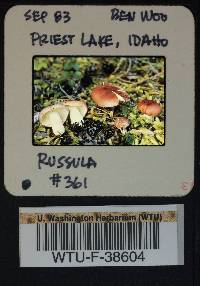 SEP 83 BEN WOO
PRIEST LAKE, IDAHO
RUSSULA
#361
U. Washington Herbarium (WTU)
WTU-F-38604